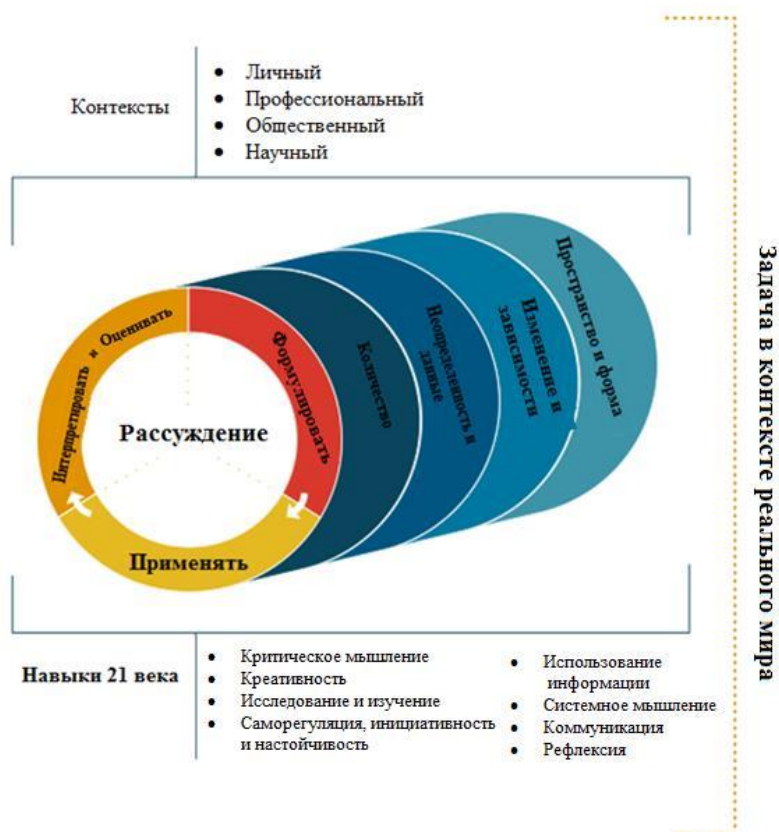 Контексты
• Личный
• Профессиональный
• Общественный
• Научный
Интерпретировать и Оценивать
Формулировать
Применять
Рассуждение
Количество
Неопределенность и
данные
Изменение и
зависимости
Пространство и форма
Задача в контексте реального мира
Навыки 21 века
• Критическое мышление
• Креативность
• Исследование и изучение
• Саморегуляция, инициативность
и настойчивость
• Использование
информации
• Системное мышление
• Коммуникация
• Рефлексия